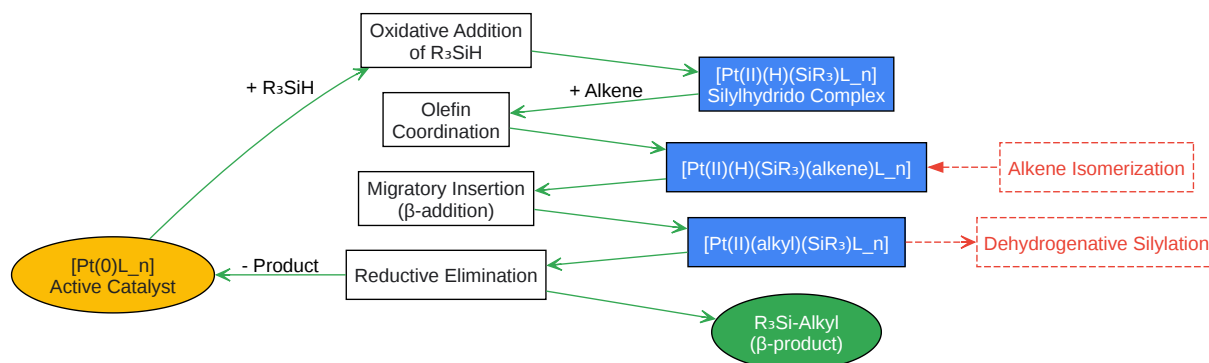 Oxidative Addition
of R₃SiH
+ R₃SiH
[Pt(II)(H)(SiR₃)L_n]
Silylhydrido Complex
+ Alkene
Olefin
Coordination
[Pt(II)(H)(SiR₃)(alkene)L_n]
Alkene Isomerization
Migratory Insertion
(β-addition)
[Pt(II)(alkyl)(SiR₃)L_n]
Dehydrogenative Silylation
[Pt(0)L_n]
Active Catalyst
- Product
Reductive Elimination
R₃Si-Alkyl
(β-product)